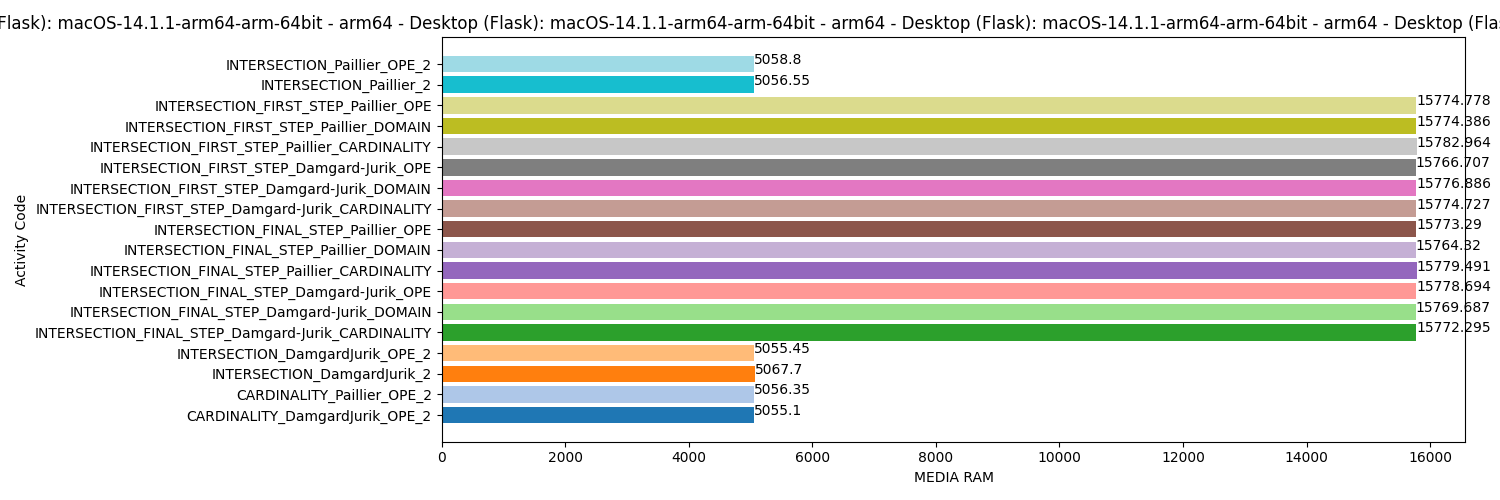 Flask): macOS-14.1.1-arm64-arm-64bit - arm64 - Desktop (Flask): macOS-14.1.1-arm64-arm-64bit - arm64 - Desktop (Flask): macOS-14.1.1-arm64-arm-64bit - arm64 - Desktop
INTERSECTION_Paillier_OPE_2 5058.8
INTERSECTION_Paillier_2 5056.55
INTERSECTION_FIRST_STEP_Paillier_OPE 15774.778
INTERSECTION_FIRST_STEP_Paillier_DOMAIN 15774.386
INTERSECTION_FIRST_STEP_Paillier_CARDINALITY 15782.964
INTERSECTION_FIRST_STEP_Damgard-Jurik_OPE 15766.707
INTERSECTION_FIRST_STEP_Damgard-Jurik_DOMAIN 15776.886
INTERSECTION_FIRST_STEP_Damgard-Jurik_CARDINALITY 15774.727
INTERSECTION_FINAL_STEP_Paillier_OPE 15773.29
INTERSECTION_FINAL_STEP_Paillier_DOMAIN 15764.32
INTERSECTION_FINAL_STEP_Paillier_CARDINALITY 15779.491
INTERSECTION_FINAL_STEP_Damgard-Jurik_OPE 15778.694
INTERSECTION_FINAL_STEP_Damgard-Jurik_DOMAIN 15769.687
INTERSECTION_FINAL_STEP_Damgard-Jurik_CARDINALITY 15772.295
INTERSECTION_DamgardJurik_OPE_2 5055.45
INTERSECTION_DamgardJurik_2 5067.7
CARDINALITY_Paillier_OPE_2 5056.35
CARDINALITY_DamgardJurik_OPE_2 5055.1
Activity Code
0 2000 4000 6000 8000 10000 12000 14000 16000
MEDIA RAM